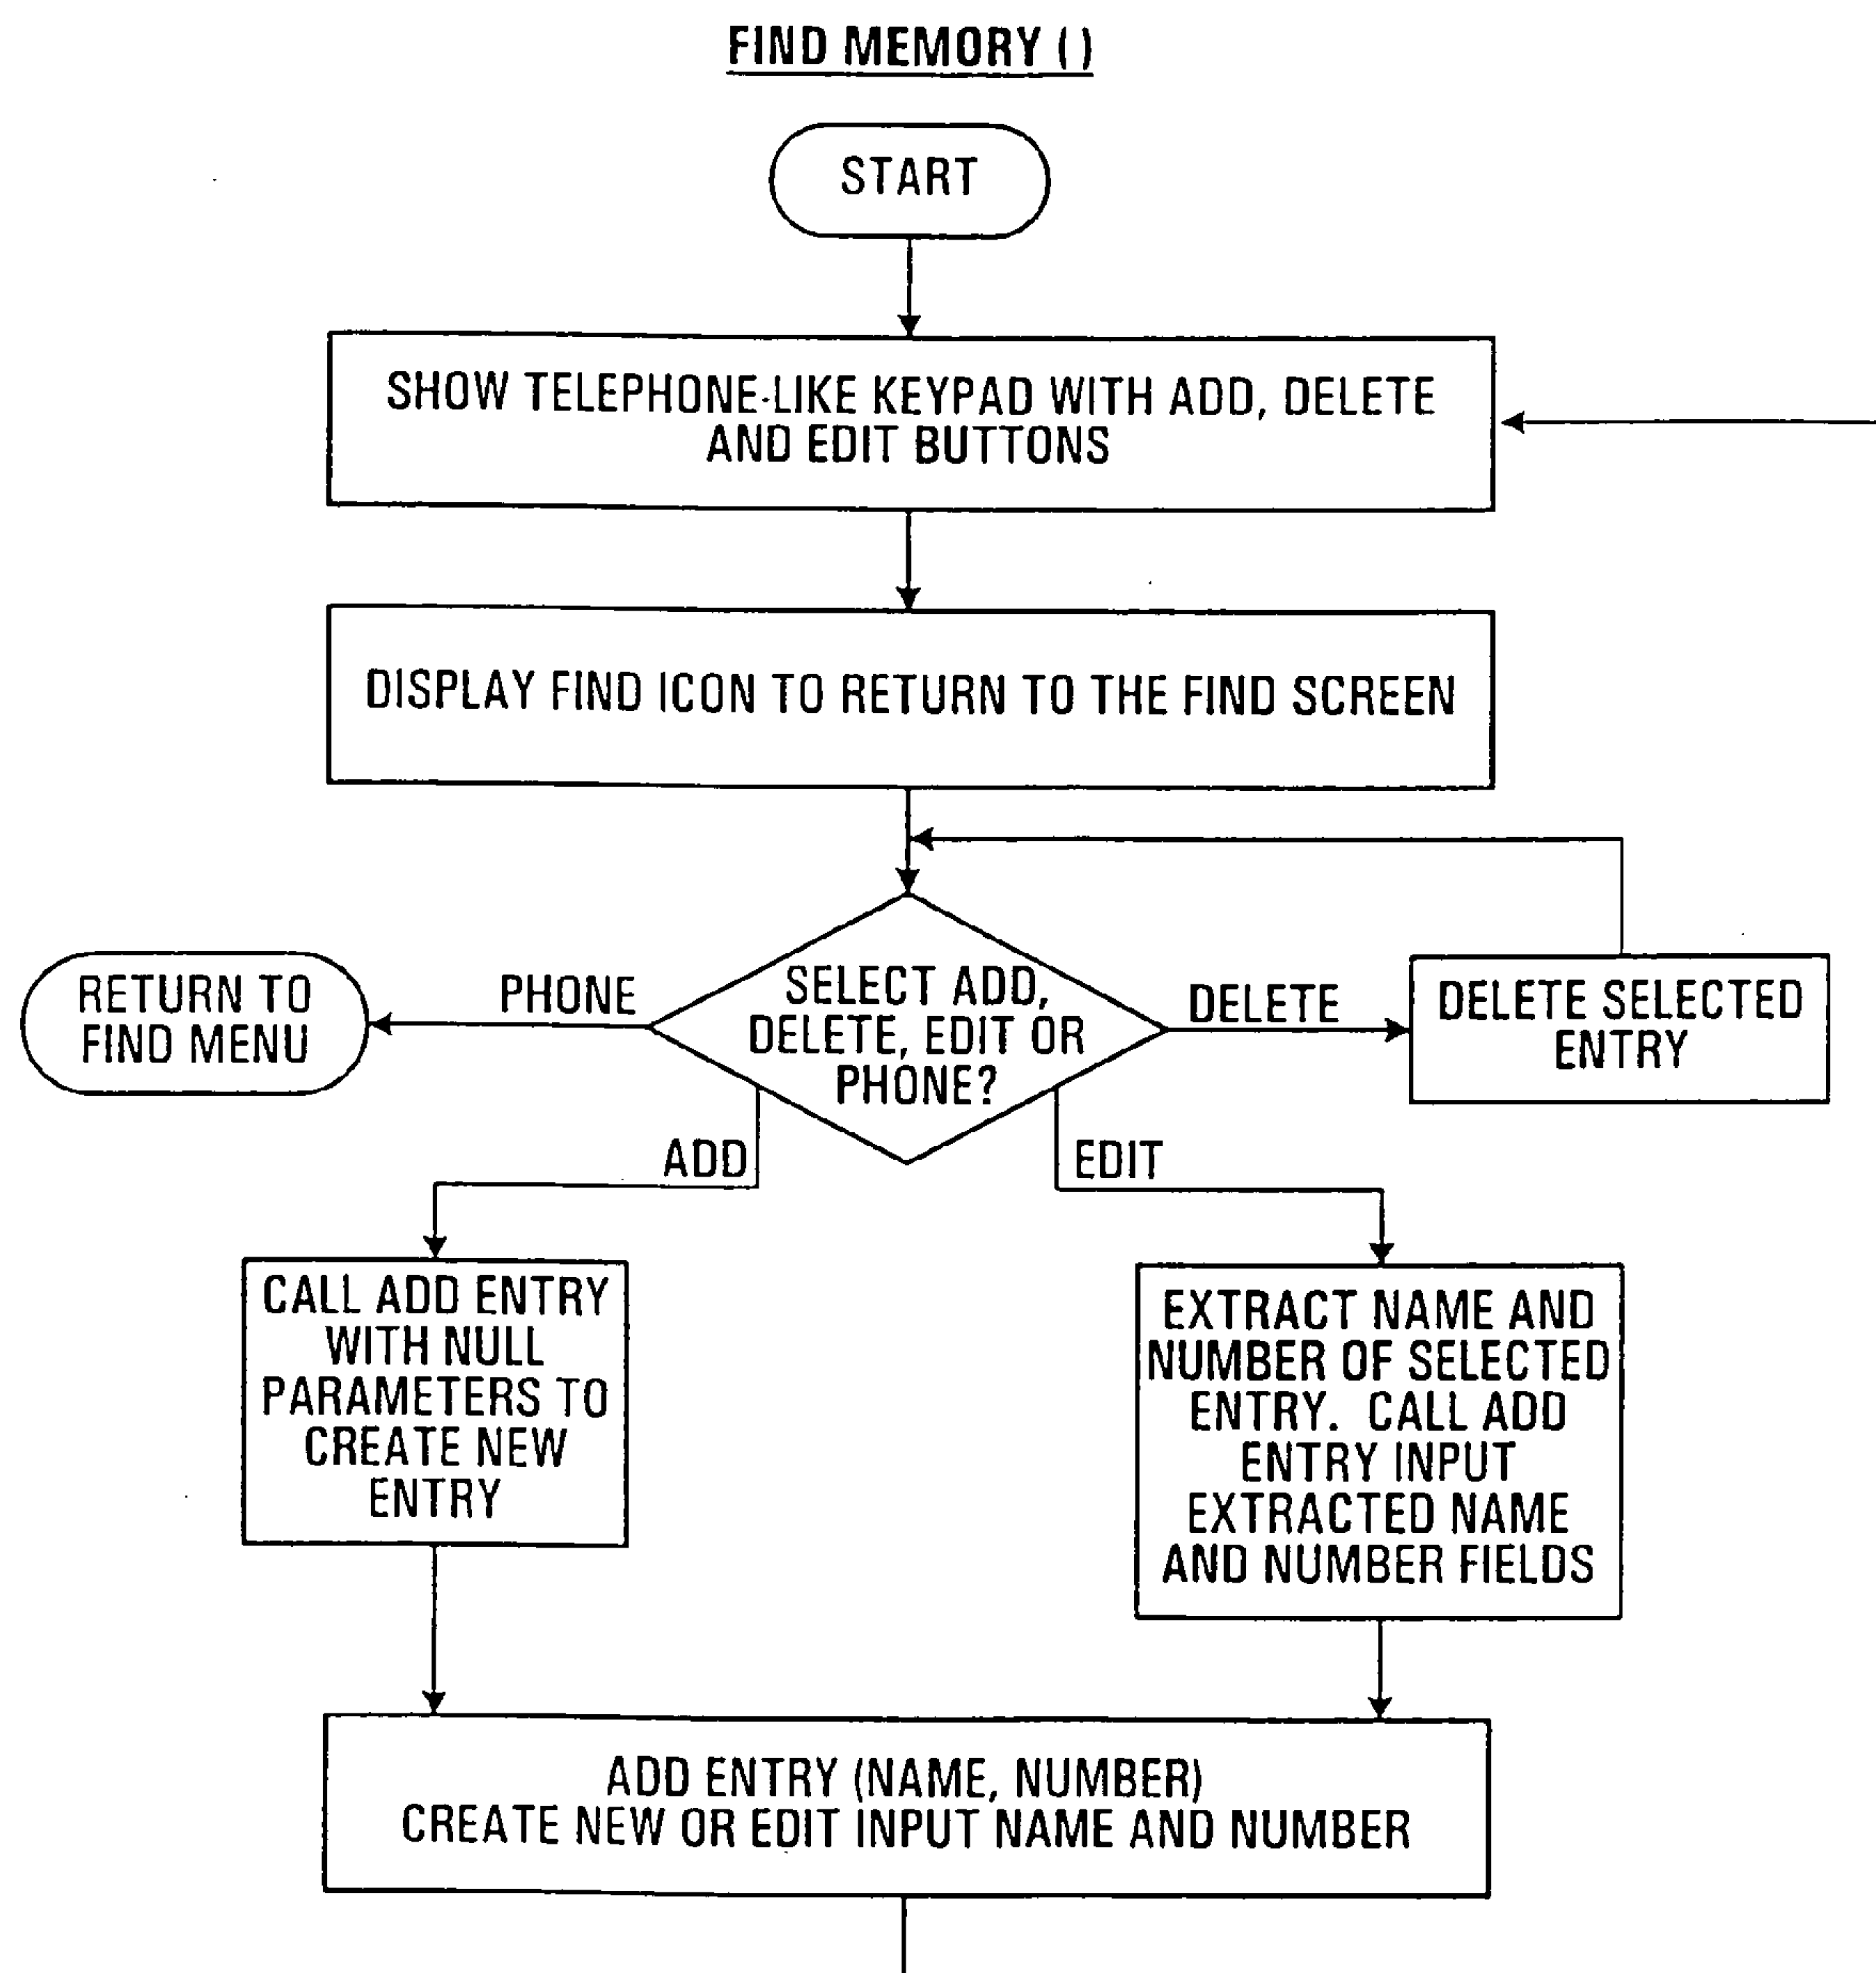 FIND MEMORY ( )
START
SHOW TELEPHONE-LIKE KEYPAD WITH ADD, DELETE
AND EDIT BUTTONS
DISPLAY FIND ICON TO RETURN TO THE FIND SCREEN
RETURN TO
FIND MENU
PHONE
SELECT ADD,
DELETE, EDIT OR
PHONE?
DELETE
DELETE SELECTED
ENTRY
ADD
EDIT
CALL ADD ENTRY
WITH NULL
PARAMETERS TO
CREATE NEW
ENTRY
EXTRACT NAME AND
NUMBER OF SELECTED
ENTRY. CALL ADD
ENTRY INPUT
EXTRACTED NAME
AND NUMBER FIELDS
ADD ENTRY (NAME, NUMBER)
CREATE NEW OR EDIT INPUT NAME AND NUMBER